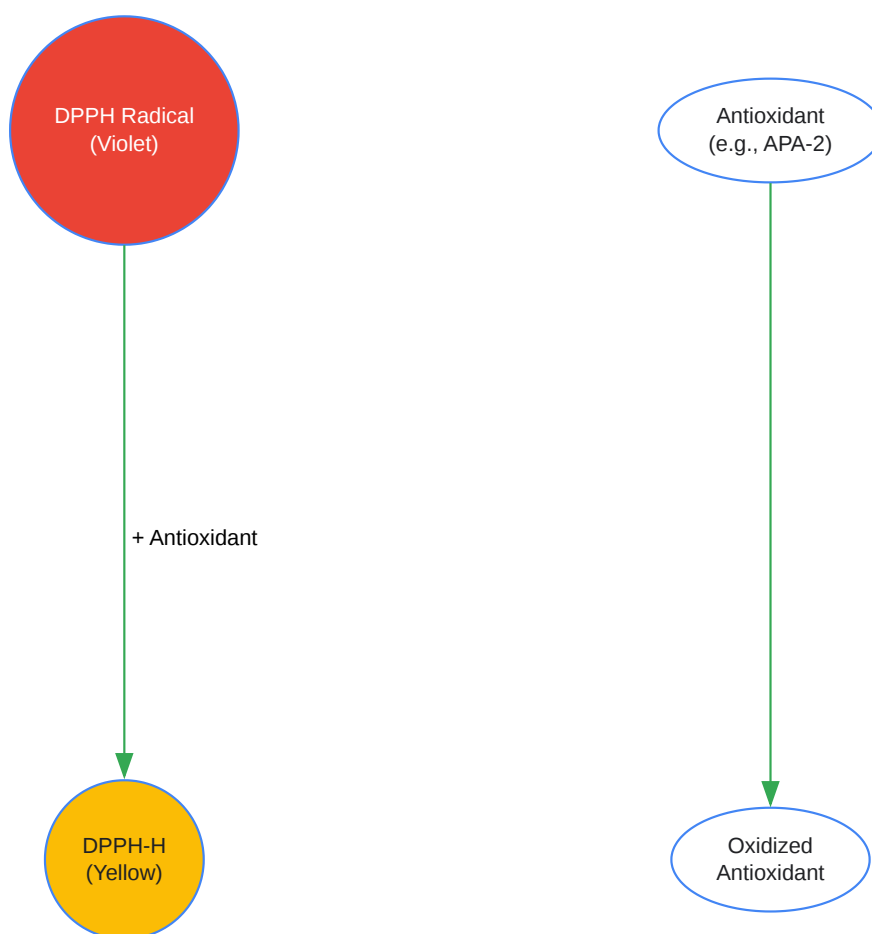 DPPH Radical
(Violet)
Antioxidant
(e.g., APA-2)
+ Antioxidant
DPPH-H
(Yellow)
Oxidized
Antioxidant